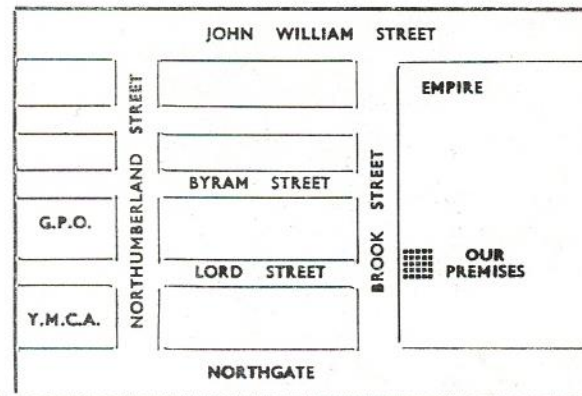 JOHN WILLIAM STREET
EMPIRE
NORTHUMBERLAND STREET
BYRAM STREET
BROOK STREET
G.P.O.
LORD STREET
OUR
PREMISES
Y.M.C.A.
NORTHGATE